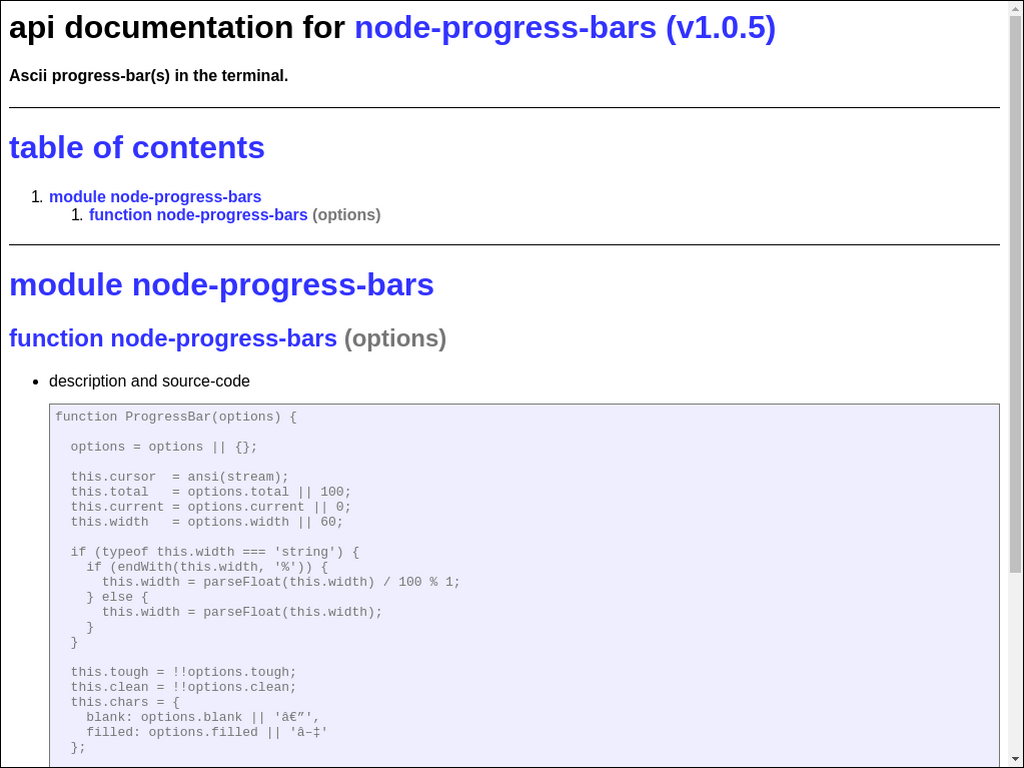 api documentation for node-progress-bars (v1.0.5)
Ascii progress-bar(s) in the terminal.
table of contents
1. module node-progress-bars
1. function node-progress-bars (options)
module node-progress-bars
function node-progress-bars (options)
• description and source-code
function ProgressBar(options) {
  options = options || {};
  this.cursor  = ansi(stream);
  this.total   = options.total || 100;
  this.current = options.current || 0;
  this.width   = options.width || 60;
  if (typeof this.width === 'string') {
    if (endWith(this.width, '%')) {
      this.width = parseFloat(this.width) / 100 % 1;
    } else {
      this.width = parseFloat(this.width);
    }
  }
  this.tough = !!options.tough;
  this.clean = !!options.clean;
  this.chars = {
    blank: options.blank || 'â€”',
    filled: options.filled || 'â–‡'
  };